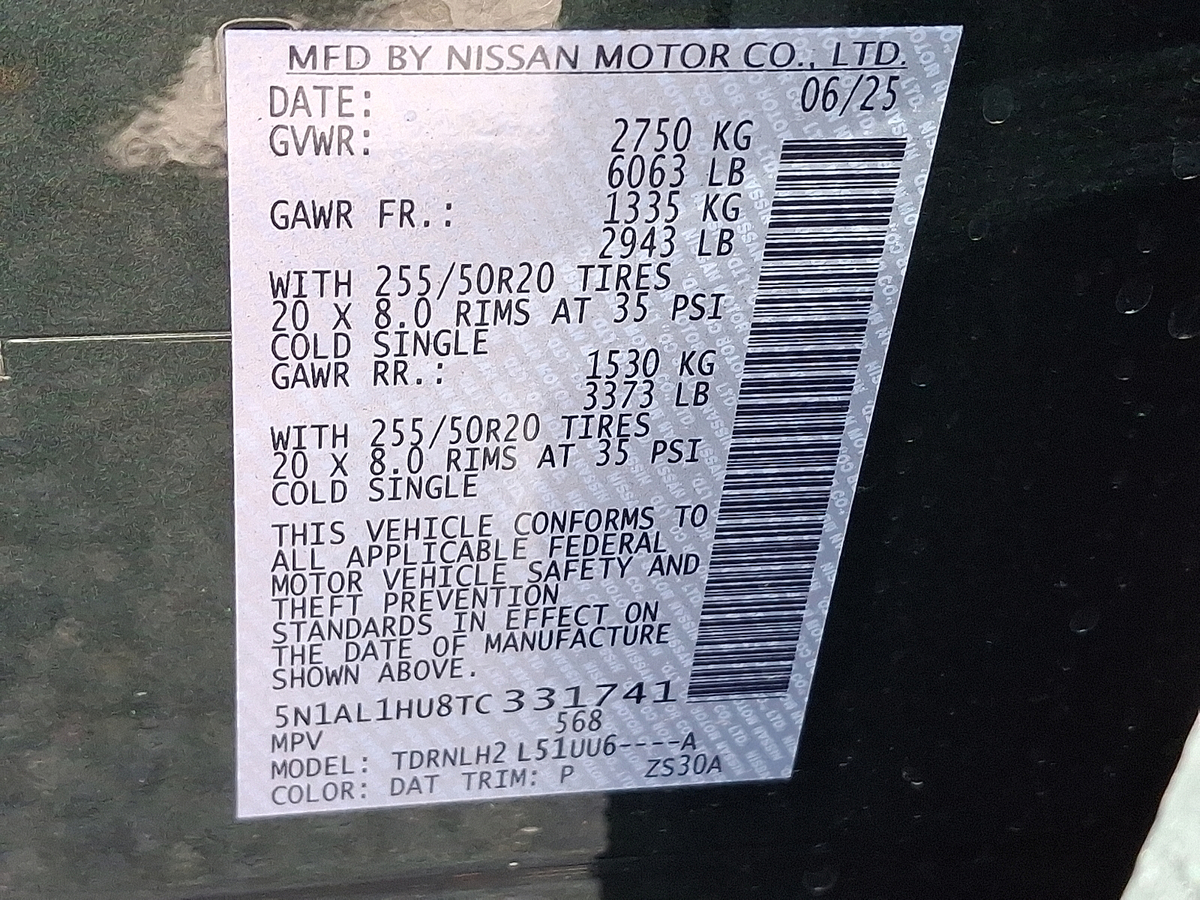 MFD BY NISSAN MOTOR CO., LTD.
DATE: 06/25
GVWR: 2750 KG
6063 LB
GAWR FR.: 1335 KG
2943 LB
WITH 255/50R20 TIRES
20 X 8.0 RIMS AT 35 PSI
COLD SINGLE
GAWR RR.: 1530 KG
3373 LB
WITH 255/50R20 TIRES
20 X 8.0 RIMS AT 35 PSI
COLD SINGLE
THIS VEHICLE CONFORMS TO
ALL APPLICABLE FEDERAL
MOTOR VEHICLE SAFETY AND
THEFT PREVENTION
STANDARDS IN EFFECT ON
THE DATE OF MANUFACTURE
SHOWN ABOVE.
5N1AL1HU8TC331741
MPV 568
MODEL: TDRNLH2 L51UU6----A
COLOR: DAT TRIM: P ZS30A